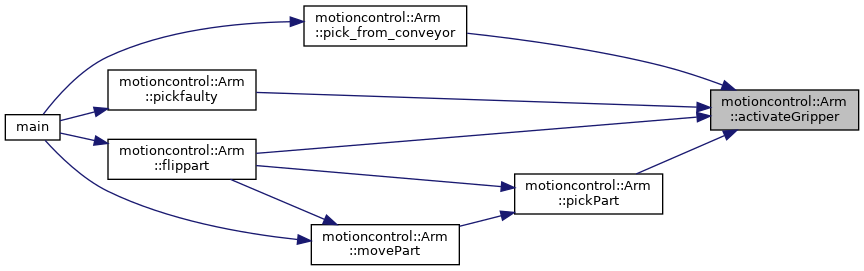 motioncontrol::Arm
::pick_from_conveyor
motioncontrol::Arm
::pickfaulty
motioncontrol::Arm
::activateGripper
main
motioncontrol::Arm
::flippart
motioncontrol::Arm
::pickPart
motioncontrol::Arm
::movePart